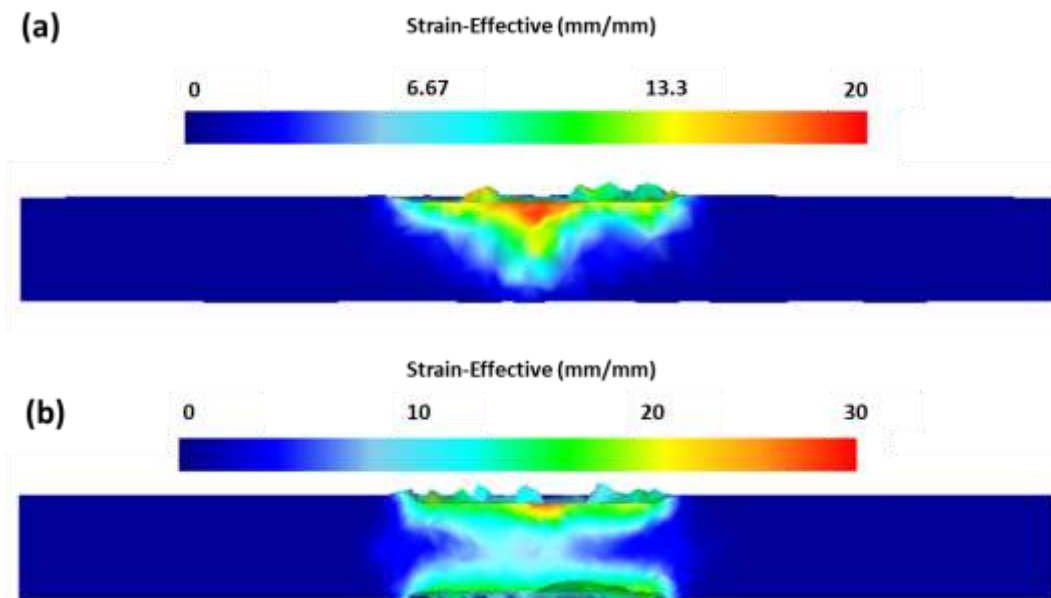 (a)
Strain-Effective (mm/mm)
0 6.67 13.3 20
Strain-Effective (mm/mm)
(b)
0 10 20 30